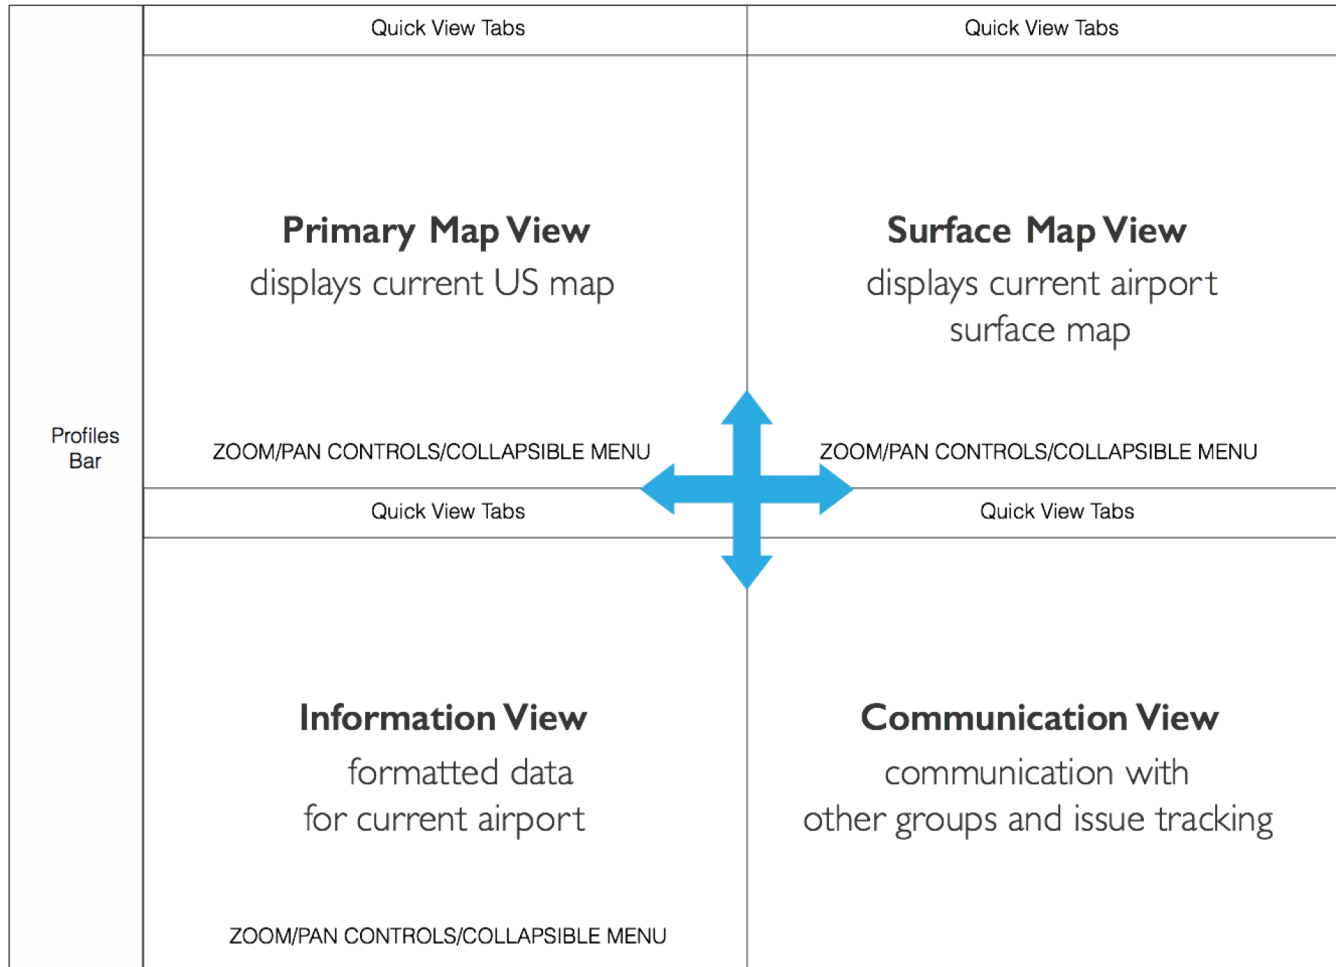 Quick View Tabs
Quick View Tabs
Primary Map View
displays current US map
Surface Map View
displays current airport
surface map
Profiles
Bar
ZOOM/PAN CONTROLS/COLLAPSIBLE MENU
ZOOM/PAN CONTROLS/COLLAPSIBLE MENU
Quick View Tabs
Quick View Tabs
Information View
formatted data
for current airport
Communication View
communication with
other groups and issue tracking
ZOOM/PAN CONTROLS/COLLAPSIBLE MENU